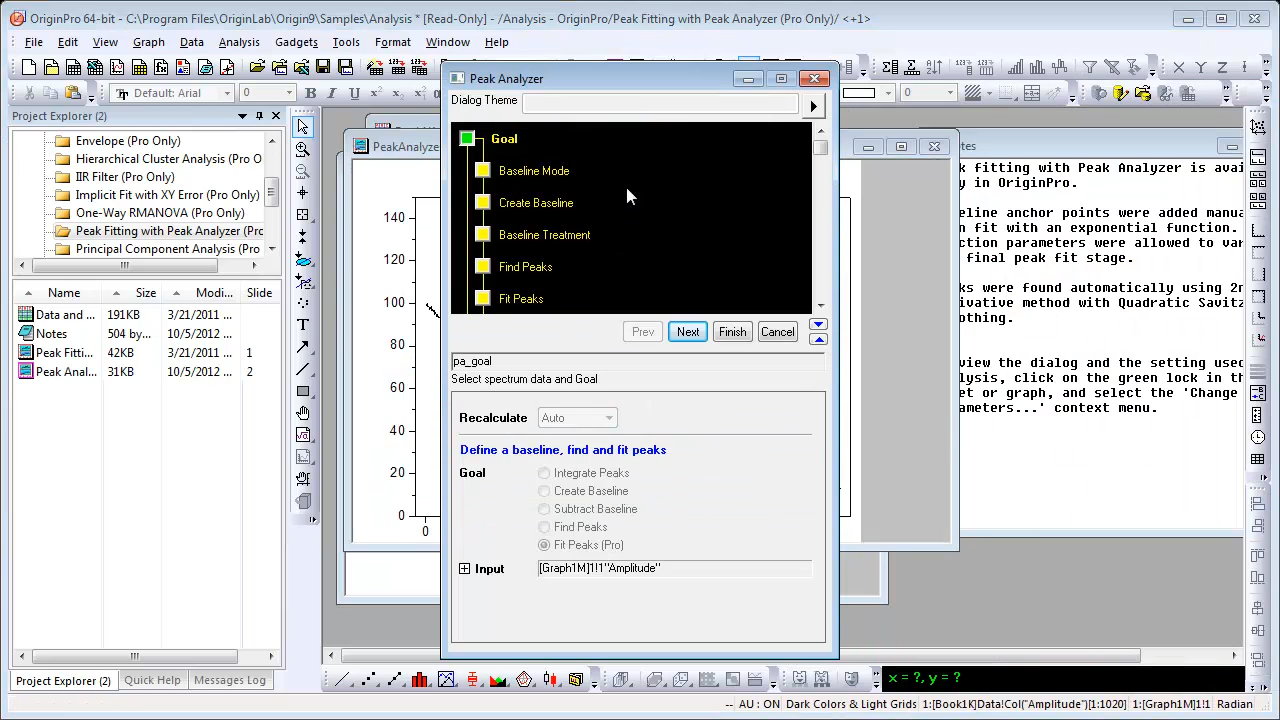 OriginPro 64-bit - C:\Program Files\OriginLab\Origin9\Samples\Analysis * [Read-Only] - /Analysis - OriginPro/Peak Fitting with Peak Analyzer (Pro Only)/ <+1>
File Edit View Graph Data Analysis Gadgets Tools Format Window Help
Default: Arial 0 B I U 0
Project Explorer (2)
Envelope (Pro Only)
Hierarchical Cluster Analysis (Pro O
IIR Filter (Pro Only)
Implicit Fit with XY Error (Pro Only)
One-Way RMANOVA (Pro Only)
Peak Fitting with Peak Analyzer (Pro
Principal Component Analysis (Pro
Name Size Modi... Slide
Data and ... 191KB 3/21/2011 ...
Notes 594 by... 10/5/2012 ...
Peak Fitti... 42KB 3/21/2011 ... 1
Peak Anal... 31KB 10/5/2012 ... 2
Project Explorer (2) Quick Help Messages Log
PeakAnalyze
140
120
100
80
60
40
20
0
0
Peak Analyzer
Dialog Theme
Goal
Baseline Mode
Create Baseline
Baseline Treatment
Find Peaks
Fit Peaks
Prev Next Finish Cancel
pa_goal
Select spectrum data and Goal
Recalculate Auto
Define a baseline, find and fit peaks
Goal
Integrate Peaks
Create Baseline
Subtract Baseline
Find Peaks
Fit Peaks (Pro)
Input [Graph1M]1!1"Amplitude"
otes
k fitting with Peak Analyzer is avai
y in OriginPro.
eline anchor points were added manua
n fit with an exponential function.
ction parameters were allowed to var
final peak fit stage.
ks were found automatically using 2n
ivative method with Quadratic Savitz
othing.
view the dialog and the setting used
lysis, click on the green lock in th
et or graph, and select the 'Change
ameters...' context menu.
x = ?, y = ?
-- AU : ON Dark Colors & Light Grids 1:[Book1K]Data!Col("Amplitude")[1:1020] 1:[Graph1M]1!1 Radian